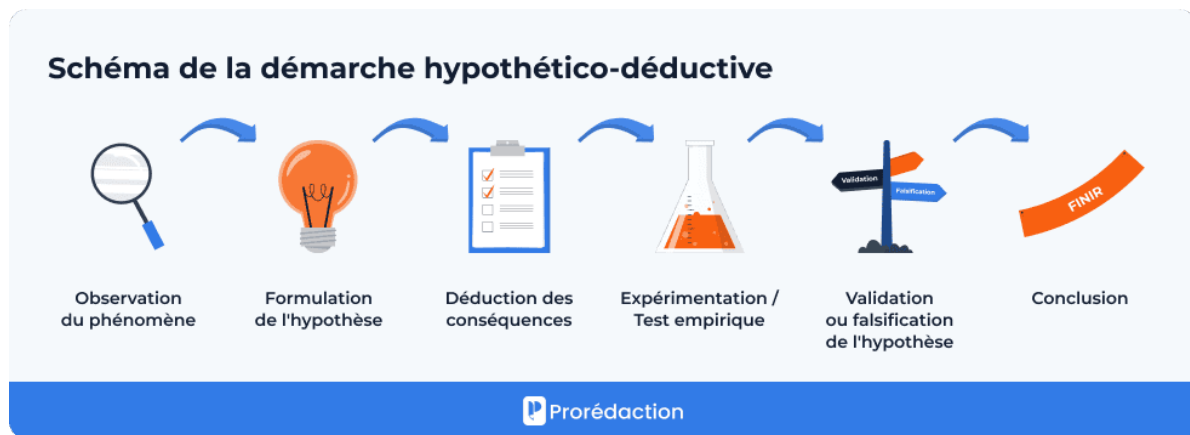 Schéma de la démarche hypothético-déductive
Validation
Falsification
FINIR
Observation
du phénomène
Formulation
de l'hypothèse
Déduction des
conséquences
Expérimentation /
Test empirique
Validation
ou falsification
de l'hypothèse
Conclusion
Prorédaction